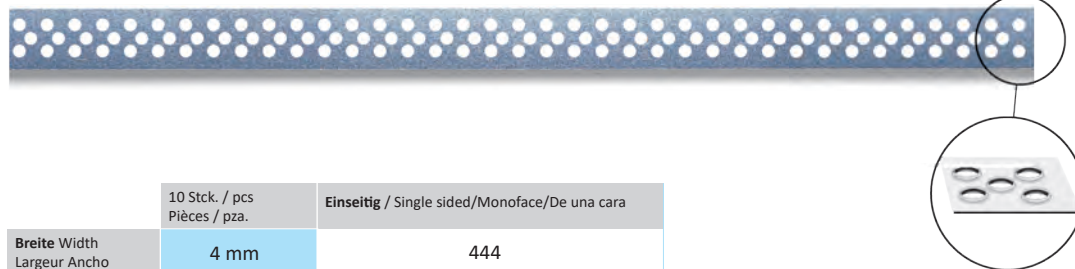 10 Stck. / pcs
Pièces / pza.
Einseitig / Single sided/Monoface/De una cara
Breite Width
Largeur Ancho
4 mm
444